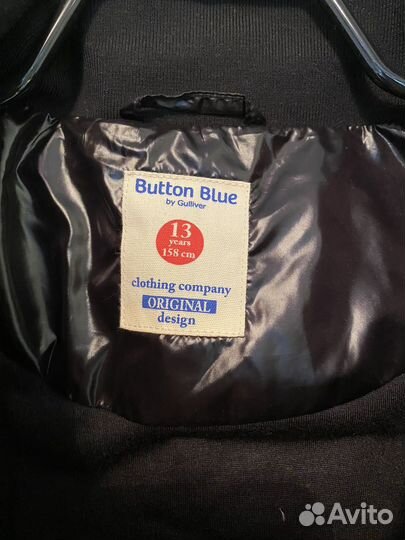 Button Blue
by Gulliver
13
years
158 cm
clothing company
ORIGINAL
design
Avito